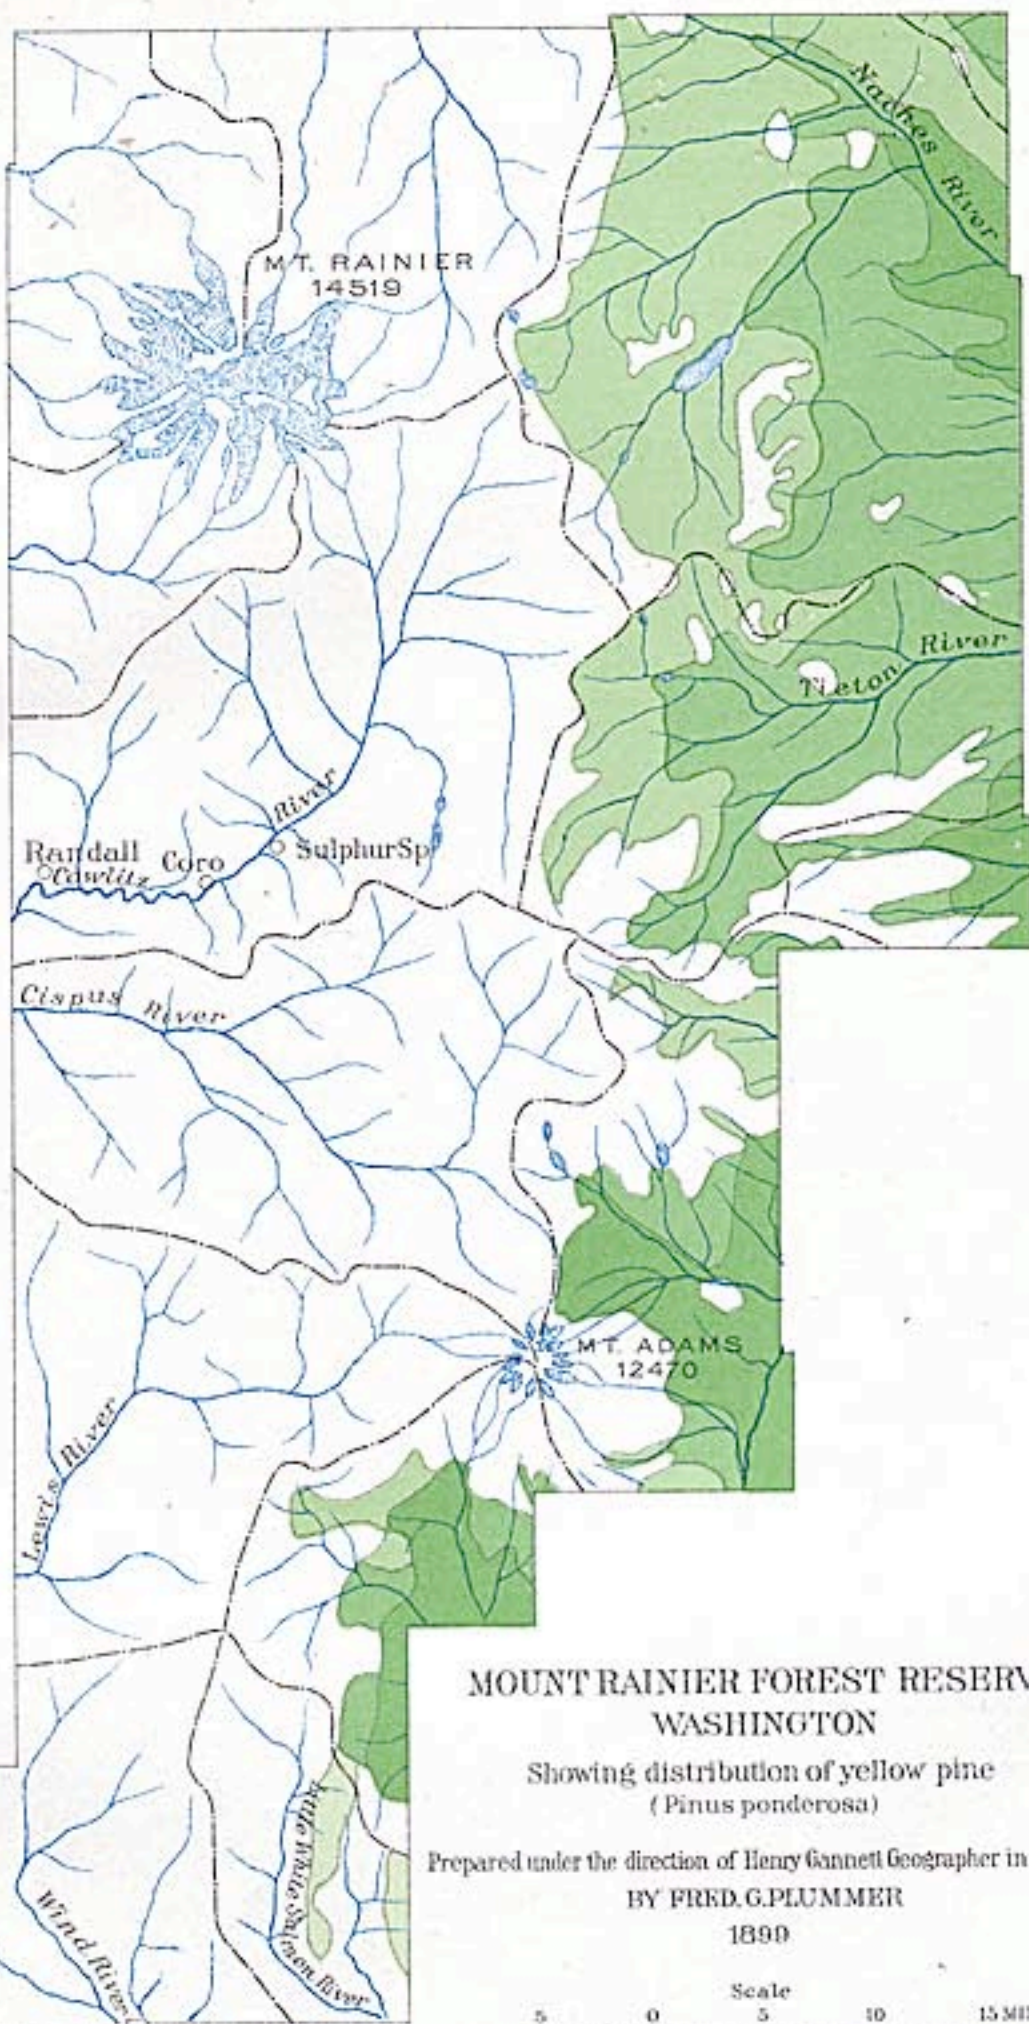 Naches River
MT. RAINIER
14519
Tieton River
River
Randall
Cowlitz
Coro
SulphurSp
Cispus River
MT. ADAMS
12470
Lewis River
MOUNT RAINIER FOREST RESERV
WASHINGTON
Showing distribution of yellow pine
(Pinus ponderosa)
Prepared under the direction of Henry Gannett Geographer in
BY FRED. G. PLUMMER
1899
Little White Salmon River
Wind River
Scale
5 0 5 10 15 MIL